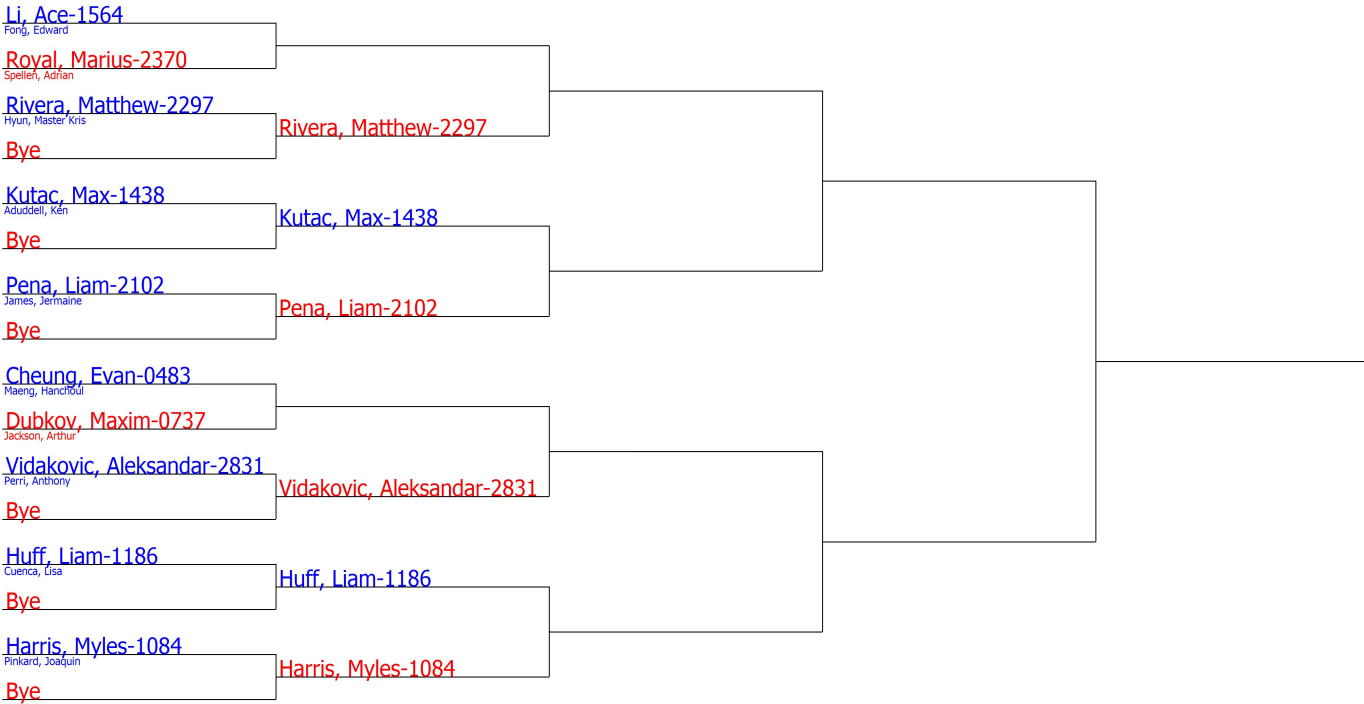 Li, Ace-1564
Fong, Edward
Royal, Marius-2370
Spellen, Adrian
Rivera, Matthew-2297
Hyun, Master Kris
Bye
Rivera, Matthew-2297
Kutac, Max-1438
Aduddell, Ken
Bye
Kutac, Max-1438
Pena, Liam-2102
James, Jermaine
Bye
Pena, Liam-2102
Cheung, Evan-0483
Maeng, Hanchoul
Dubkov, Maxim-0737
Jackson, Arthur
Vidakovic, Aleksandar-2831
Perri, Anthony
Bye
Vidakovic, Aleksandar-2831
Huff, Liam-1186
Cuenca, Lisa
Bye
Huff, Liam-1186
Harris, Myles-1084
Pinkard, Joaquin
Bye
Harris, Myles-1084